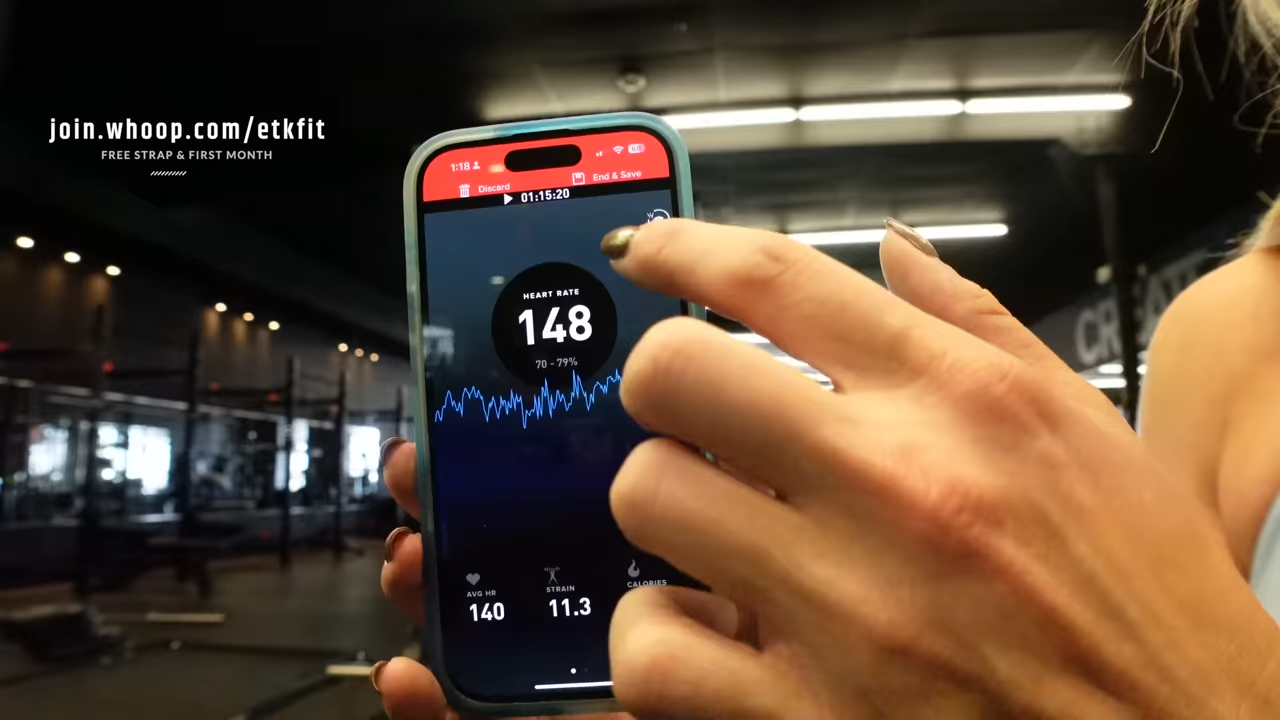 join.whoop.com/etkfit
FREE STRAP & FIRST MONTH
1:18
Discard
End & Save
01:15:20
HEART RATE
148
70 - 79%
AVG HR
140
STRAIN
11.3
CALORIES